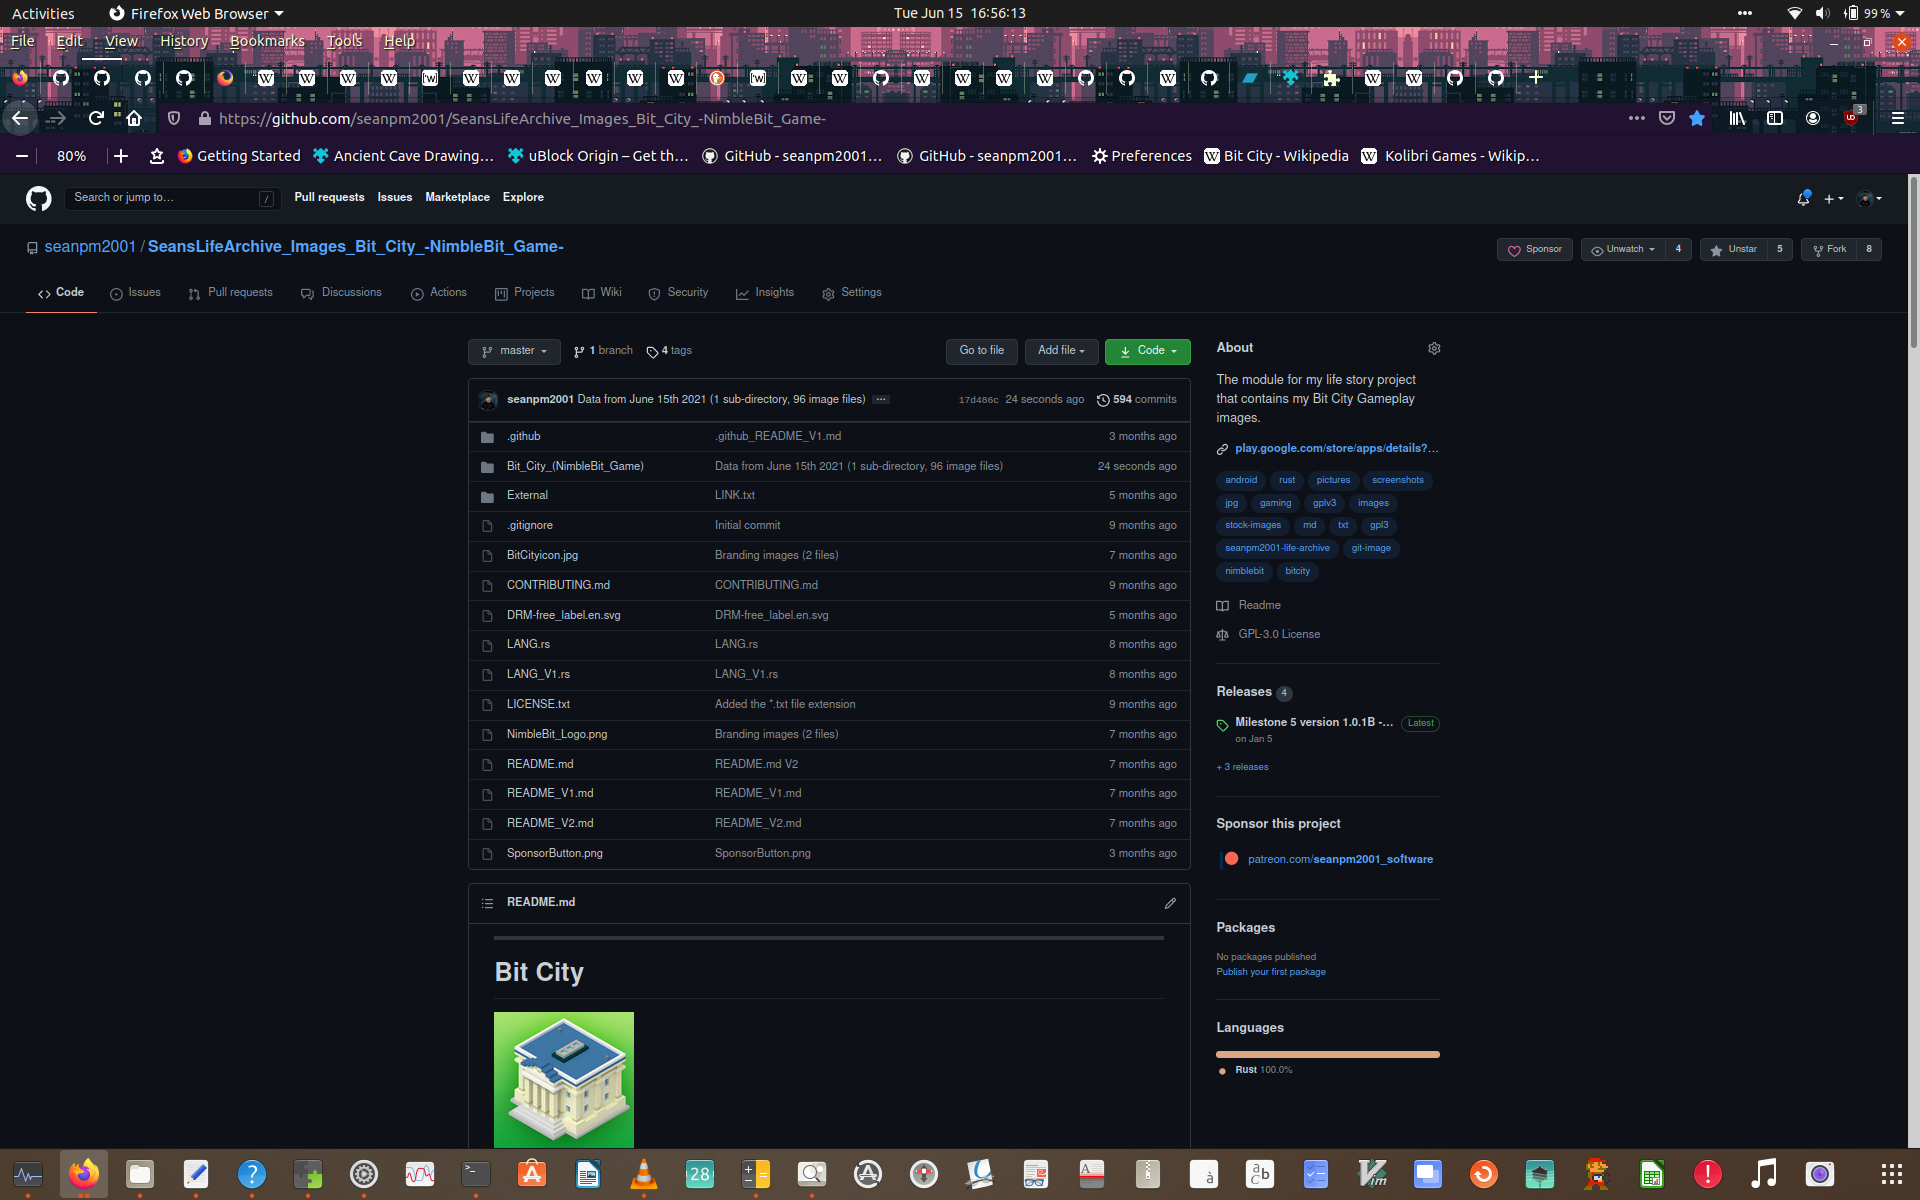 Activities Firefox Web Browser Tue Jun 15 16:56:13 99 %
File Edit View History Bookmarks Tools Help
https://github.com/seanpm2001/SeansLifeArchive_Images_Bit_City_-NimbleBit_Game- 3
80% Getting Started Ancient Cave Drawing… uBlock Origin – Get th… GitHub - seanpm2001… GitHub - seanpm2001… Preferences Bit City - Wikipedia Kolibri Games - Wikip…
Search or jump to… / Pull requests Issues Marketplace Explore
seanpm2001 / SeansLifeArchive_Images_Bit_City_-NimbleBit_Game- Sponsor Unwatch 4 Unstar 5 Fork 8
Code Issues Pull requests Discussions Actions Projects Wiki Security Insights Settings
master 1 branch 4 tags Go to file Add file Code
seanpm2001 Data from June 15th 2021 (1 sub-directory, 96 image files) ... 17d486c 24 seconds ago 594 commits
.github .github_README_V1.md 3 months ago
Bit_City_(NimbleBit_Game) Data from June 15th 2021 (1 sub-directory, 96 image files) 24 seconds ago
External LINK.txt 5 months ago
.gitignore Initial commit 9 months ago
BitCityicon.jpg Branding images (2 files) 7 months ago
CONTRIBUTING.md CONTRIBUTING.md 9 months ago
DRM-free_label.en.svg DRM-free_label.en.svg 5 months ago
LANG.rs LANG.rs 8 months ago
LANG_V1.rs LANG_V1.rs 8 months ago
LICENSE.txt Added the *.txt file extension 9 months ago
NimbleBit_Logo.png Branding images (2 files) 7 months ago
README.md README.md V2 7 months ago
README_V1.md README_V1.md 7 months ago
README_V2.md README_V2.md 7 months ago
SponsorButton.png SponsorButton.png 3 months ago
README.md
Bit City
About
The module for my life story project
that contains my Bit City Gameplay
images.
play.google.com/store/apps/details?…
android rust pictures screenshots
jpg gaming gplv3 images
stock-images md txt gpl3
seanpm2001-life-archive git-image
nimblebit bitcity
Readme
GPL-3.0 License
Releases 4
Milestone 5 version 1.0.1B -… Latest
on Jan 5
+ 3 releases
Sponsor this project
patreon.com/seanpm2001_software
Packages
No packages published
Publish your first package
Languages
Rust 100.0%
28